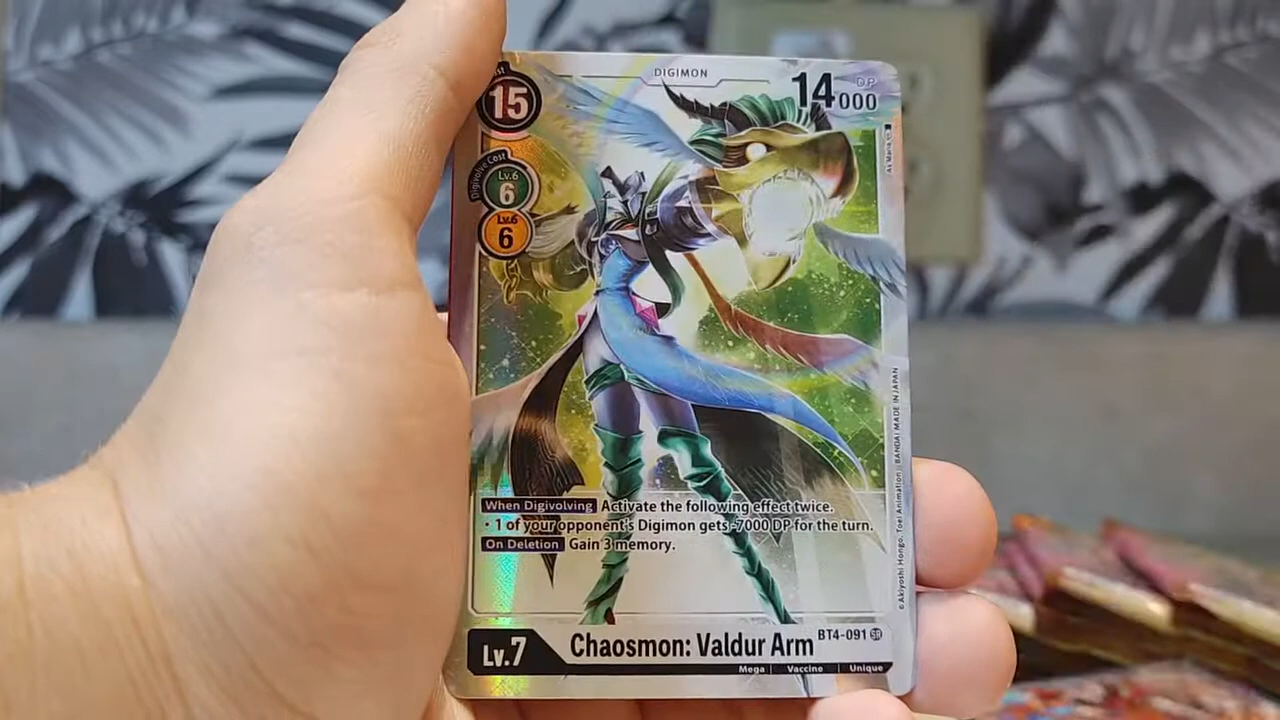 DIGIMON
15
14000 DP
Digivolve Cost
Lv.6
6
Lv.6
6
When Digivolving Activate the following effect twice.
・1 of your opponent's Digimon gets -7000 DP for the turn.
On Deletion Gain 3 memory.
©Akiyoshi Hongo, Toei Animation・BANDAI MADE IN JAPAN
Lv.7 Chaosmon: Valdur Arm BT4-091 SR
Mega | Vaccine | Unique